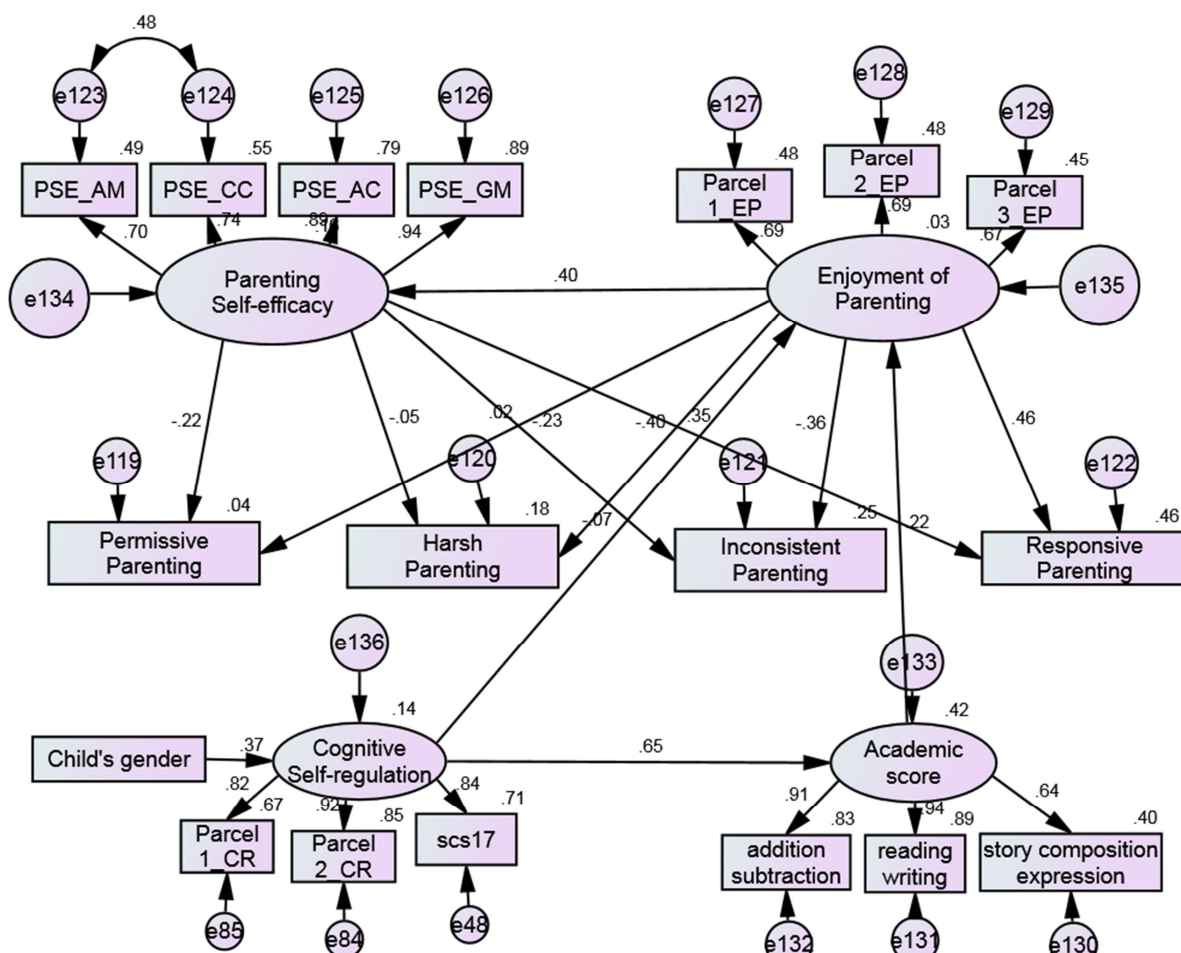 .48
e123
e124
e125
e126
e127
e128
e129
.49
.55
.79
.89
.48
.48
.45
PSE_AM
PSE_CC
PSE_AC
PSE_GM
Parcel
1_EP
Parcel
2_EP
Parcel
3_EP
.70
.74
.89
.94
.69
.69
.67
.03
e134
Parenting
Self-efficacy
.40
Enjoyment of
Parenting
e135
-.22
-.05
.02
-.23
-.40
.35
-.36
.46
e119
e120
e121
e122
.04
.18
-.07
.25
.22
.46
Permissive
Parenting
Harsh
Parenting
Inconsistent
Parenting
Responsive
Parenting
e136
e133
.14
.42
Child's gender
.37
Cognitive
Self-regulation
.65
Academic
score
.82
.67
.92
.85
.84
.71
.91
.83
.94
.89
.64
.40
Parcel
1_CR
Parcel
2_CR
scs17
addition
subtraction
reading
writing
story composition
expression
e85
e84
e48
e132
e131
e130